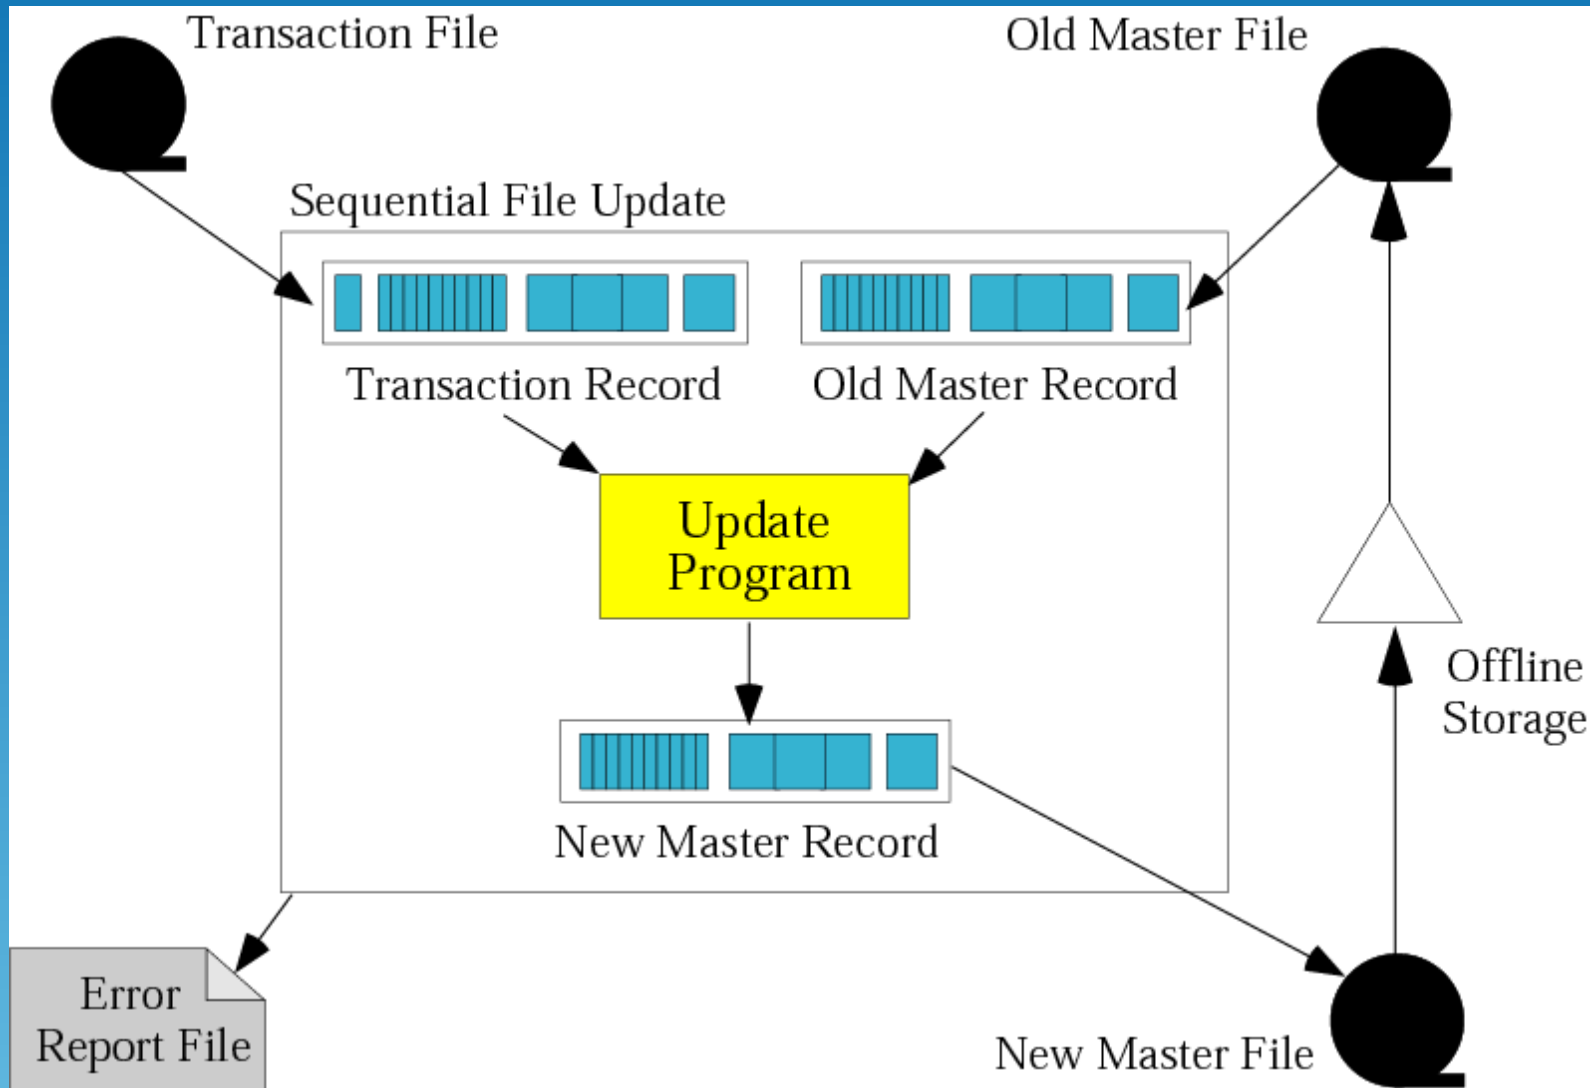 Transaction File
Old Master File
Sequential File Update
Transaction Record
Old Master Record
Update
Program
Offline
Storage
New Master Record
Error
Report File
New Master File